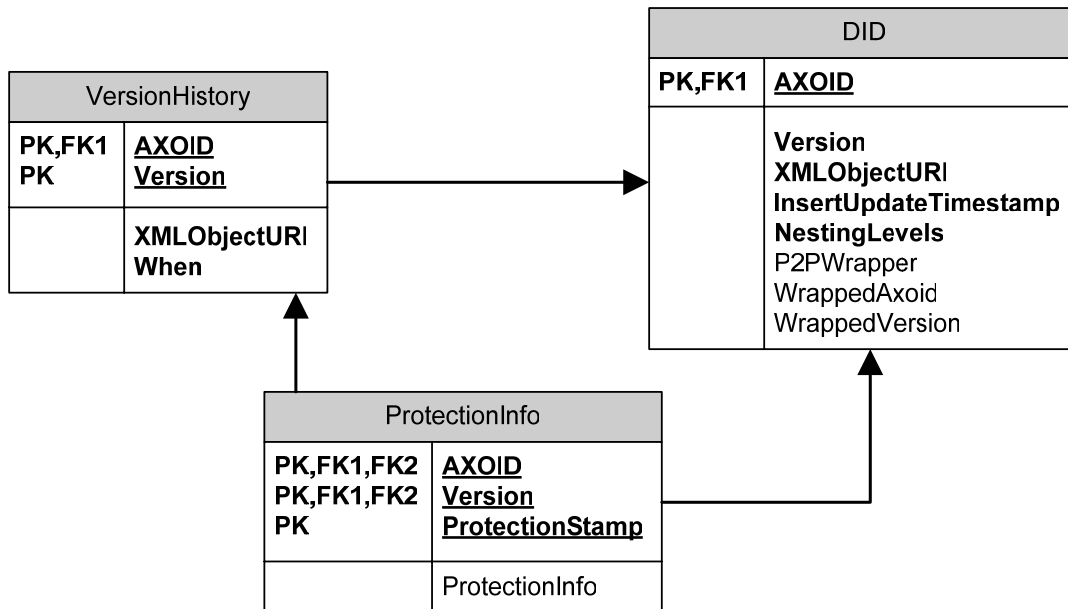 DID
PK,FK1 AXOID
Version
XMLObjectURI
InsertUpdateTimestamp
NestingLevels
P2PWrapper
WrappedAxoid
WrappedVersion
VersionHistory
PK,FK1 AXOID
PK Version
XMLObjectURI
When
ProtectionInfo
PK,FK1,FK2 AXOID
PK,FK1,FK2 Version
PK ProtectionStamp
ProtectionInfo